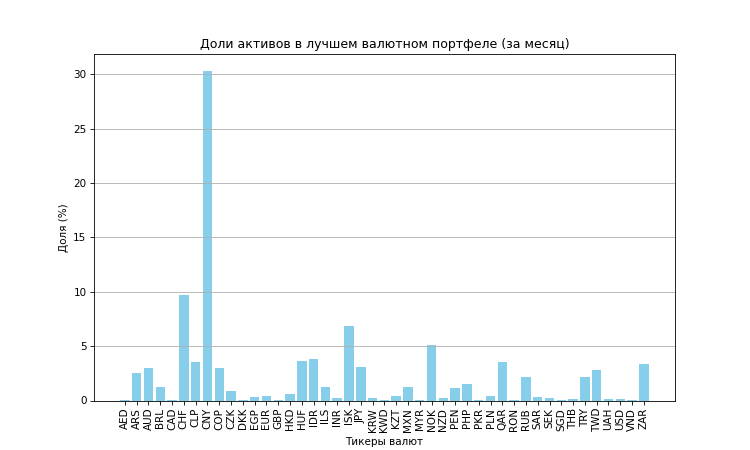 Доли активов в лучшем валютном портфеле (за месяц)
Доля (%)
30
25
20
15
10
5
0
AED ARS AUD BRL CAD CHF CLP CNY COP CZK DKK EGP EUR GBP HKD HUF IDR ILS INR ISK JPY KRW KWD KZT MXN MYR NOK NZD PEN PHP PKR PLN QAR RON RUB SAR SEK SGD THB TRY TWD UAH USD VND ZAR
Тикеры валют